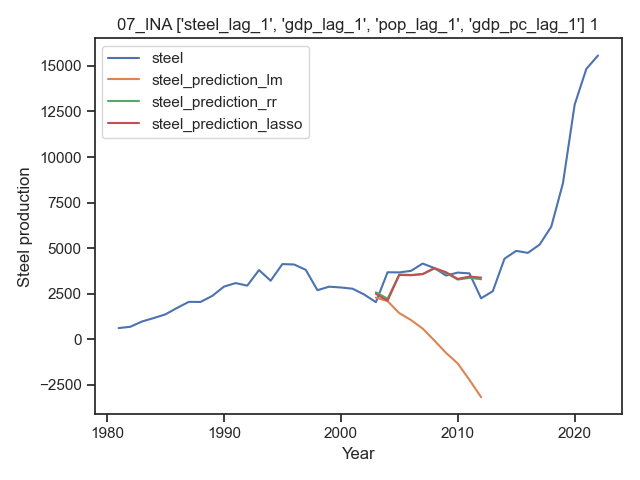 07_INA ['steel_lag_1', 'gdp_lag_1', 'pop_lag_1', 'gdp_pc_lag_1'] 1
steel
steel_prediction_lm
steel_prediction_rr
steel_prediction_lasso
15000
12500
10000
7500
5000
2500
0
−2500
Steel production
1980
1990
2000
2010
2020
Year